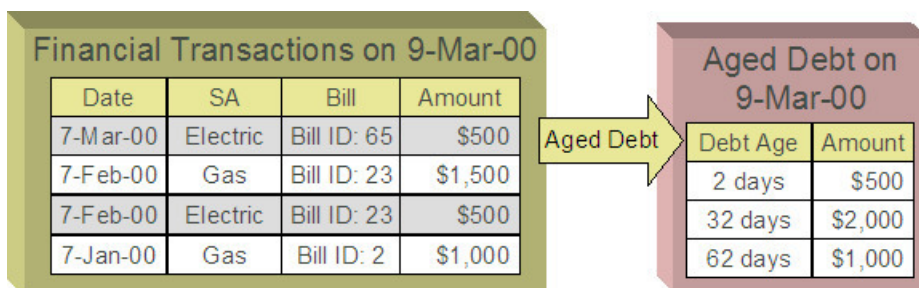 Financial Transactions on 9-Mar-00
Date SA Bill Amount
7-Mar-00 Electric Bill ID: 65 $500
7-Feb-00 Gas Bill ID: 23 $1,500
7-Feb-00 Electric Bill ID: 23 $500
7-Jan-00 Gas Bill ID: 2 $1,000
Aged Debt
Aged Debt on
9-Mar-00
Debt Age Amount
2 days $500
32 days $2,000
62 days $1,000